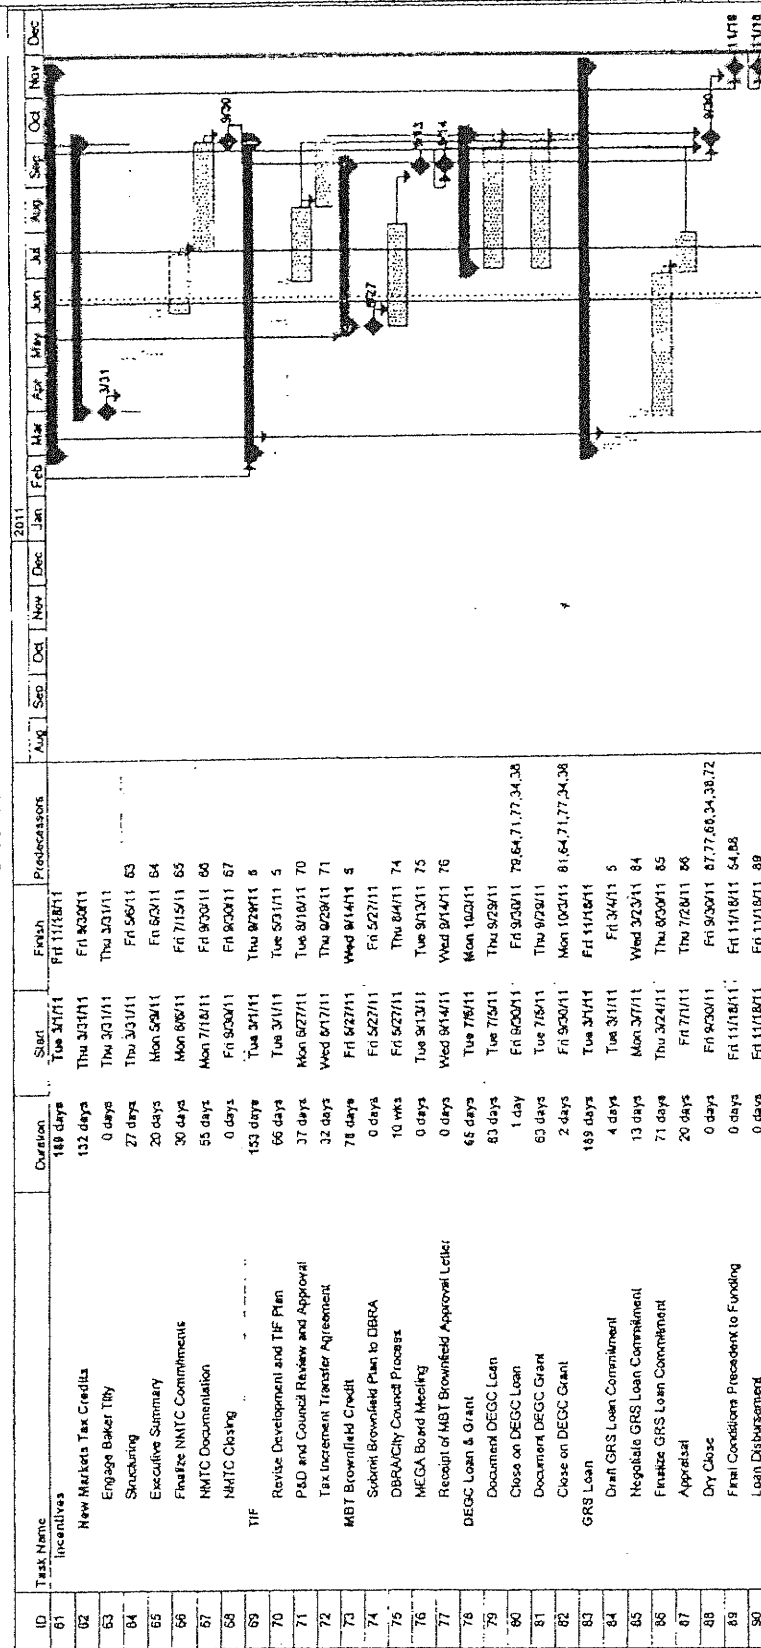 2011
ID Task Name Duration Start Finish Predecessors Aug Sep Oct Nov Dec Jan Feb Mar Apr May Jun Jul Aug Sep Oct Nov Dec
61 Incentives 189 days Tue 3/1/11 Fri 11/18/11
62 New Markets Tax Credits 132 days Thu 3/31/11 Fri 9/30/11
63 Engage Baker Tilly 0 days Thu 3/31/11 Thu 3/31/11 3/31
64 Structuring 27 days Thu 3/31/11 Fri 5/6/11 63
65 Executive Summary 20 days Mon 5/9/11 Fri 6/3/11 64
66 Finalize NMTC Commitments 30 days Mon 6/6/11 Fri 7/15/11 65
67 NMTC Documentation 55 days Mon 7/18/11 Fri 9/30/11 66
68 NMTC Closing 0 days Fri 9/30/11 Fri 9/30/11 67 9/30
69 TIF 153 days Tue 3/1/11 Thu 9/29/11 5
70 Revise Development and TIF Plan 66 days Tue 3/1/11 Tue 5/31/11 5
71 P&D and Council Review and Approval 37 days Mon 6/27/11 Tue 8/16/11 70
72 Tax Increment Transfer Agreement 32 days Wed 8/17/11 Thu 9/29/11 71
73 MBT Brownfield Credit 78 days Fri 5/27/11 Wed 9/14/11 5
74 Submit Brownfield Plan to DBRA 0 days Fri 5/27/11 Fri 5/27/11 5/27
75 DBRA/City Council Process 10 wks Fri 5/27/11 Thu 8/4/11 74
76 MEGA Board Meeting 0 days Tue 9/13/11 Tue 9/13/11 75 9/13
77 Receipt of MBT Brownfield Approval Letter 0 days Wed 9/14/11 Wed 9/14/11 76 9/14
78 DEGC Loan & Grant 65 days Tue 7/5/11 Mon 10/3/11
79 Document DEGC Loan 63 days Tue 7/5/11 Thu 9/29/11
80 Close on DEGC Loan 1 day Fri 9/30/11 Fri 9/30/11 79,64,71,77,34,38
81 Document DEGC Grant 63 days Tue 7/5/11 Thu 9/29/11
82 Close on DEGC Grant 2 days Fri 9/30/11 Mon 10/3/11 81,64,71,77,34,38
83 GRS Loan 189 days Tue 3/1/11 Fri 11/18/11
84 Draft GRS Loan Commitment 4 days Tue 3/1/11 Fri 3/4/11 5
85 Negotiate GRS Loan Commitment 13 days Mon 3/7/11 Wed 3/23/11 84
86 Finalize GRS Loan Commitment 71 days Thu 3/24/11 Thu 6/30/11 85
87 Appraisal 20 days Fri 7/1/11 Thu 7/28/11 86
88 Dry Close 0 days Fri 9/30/11 Fri 9/30/11 87,77,68,34,38,72 9/30
89 Final Conditions Precedent to Funding 0 days Fri 11/18/11 Fri 11/18/11 54,88 11/18
90 Loan Disbursement 0 days Fri 11/18/11 Fri 11/18/11 89 11/18